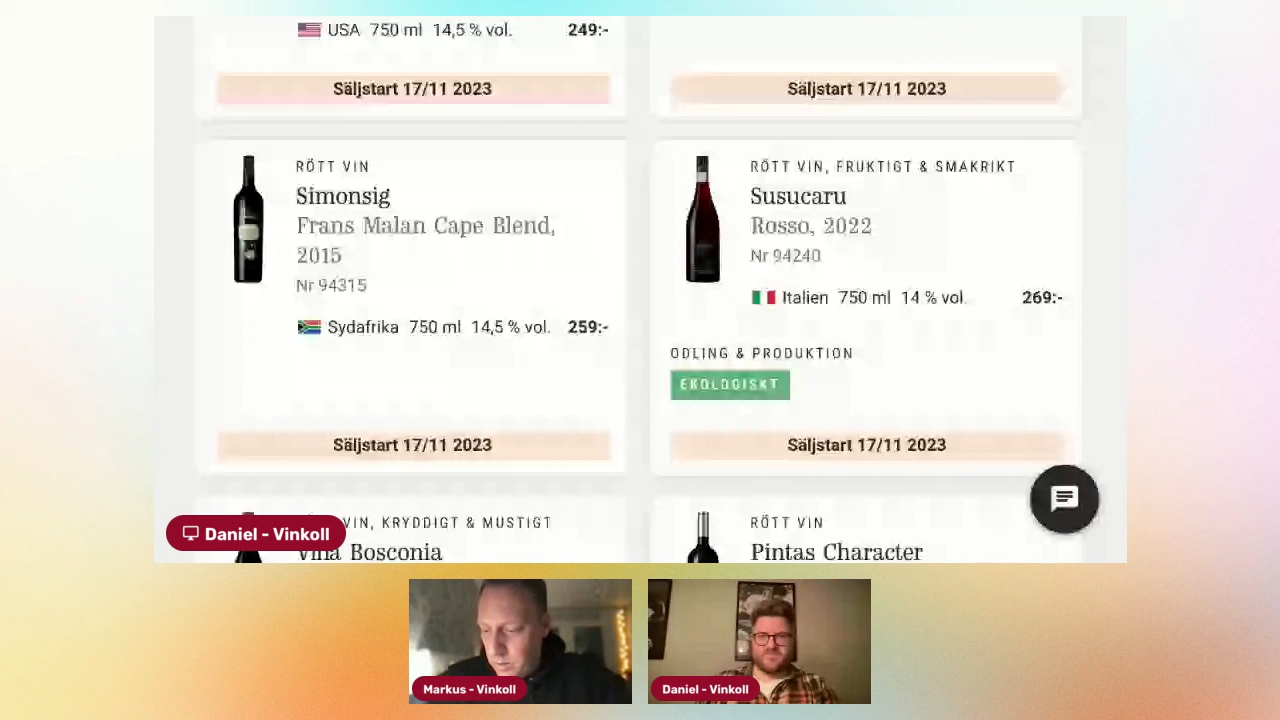 USA 750 ml 14,5 % vol. 249:-
Säljstart 17/11 2023
Säljstart 17/11 2023
RÖTT VIN
Simonsig
Frans Malan Cape Blend,
2015
Nr 94315
Sydafrika 750 ml 14,5 % vol. 259:-
Säljstart 17/11 2023
RÖTT VIN, FRUKTIGT & SMAKRIKT
Susucaru
Rosso, 2022
Nr 94240
Italien 750 ml 14 % vol. 269:-
ODLING & PRODUKTION
EKOLOGISKT
Säljstart 17/11 2023
VIN, KRYDDIGT & MUSTIGT
Viña Bosconia
RÖTT VIN
Pintas Character
Daniel - Vinkoll
Markus - Vinkoll
Daniel - Vinkoll